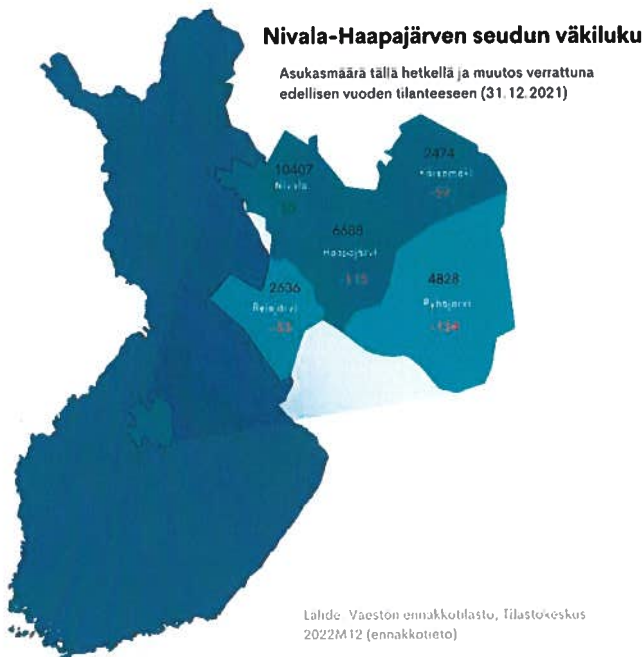 Nivala-Haapajärven seudun väkiluku
Asukasmäärä tällä hetkellä ja muutos verrattuna
edellisen vuoden tilanteeseen (31.12.2021)
10407
Nivala
2474
Kärsämäki
6688
Haapajärvi
2636
Reisjärvi
4828
Pyhäjärvi
Lähde: Väestön ennakkotilasto, Tilastokeskus
2022M12 (ennakkotieto)